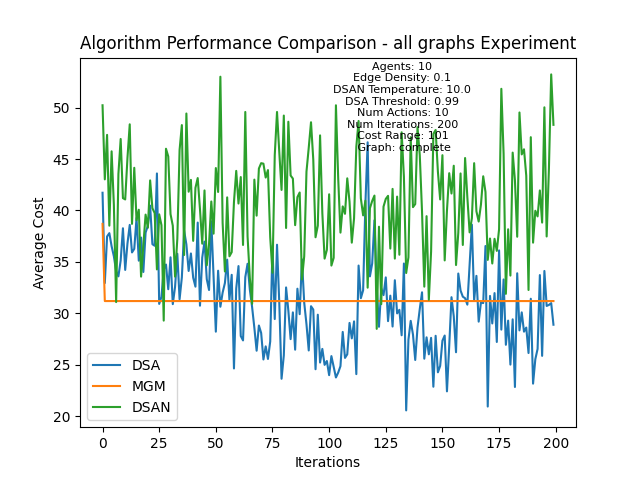 Algorithm Performance Comparison - all graphs Experiment
Agents: 10
Edge Density: 0.1
DSAN Temperature: 10.0
DSA Threshold: 0.99
Num Actions: 10
Num Iterations: 200
Cost Range: 101
Graph: complete
50
45
40
35
30
25
20
Average Cost
DSA
MGM
DSAN
0 25 50 75 100 125 150 175 200
Iterations